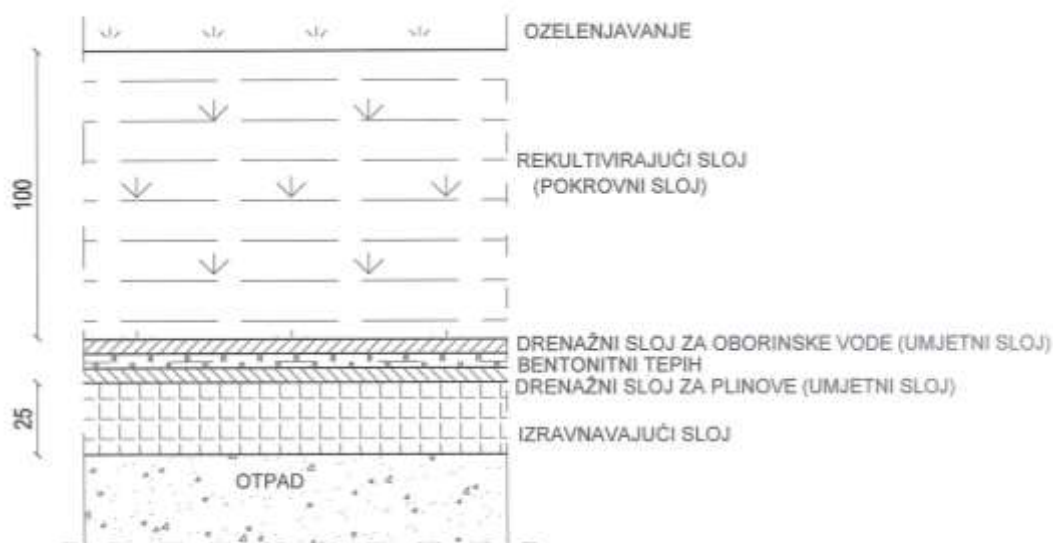 OZELENJAVANJE
100
REKULTIVIRAJUĆI SLOJ
(POKROVNI SLOJ)
DRENAŽNI SLOJ ZA OBORINSKE VODE (UMJETNI SLOJ)
BENTONITNI TEPIH
DRENAŽNI SLOJ ZA PLINOVE (UMJETNI SLOJ)
25
IZRAVNAVAJUĆI SLOJ
OTPAD